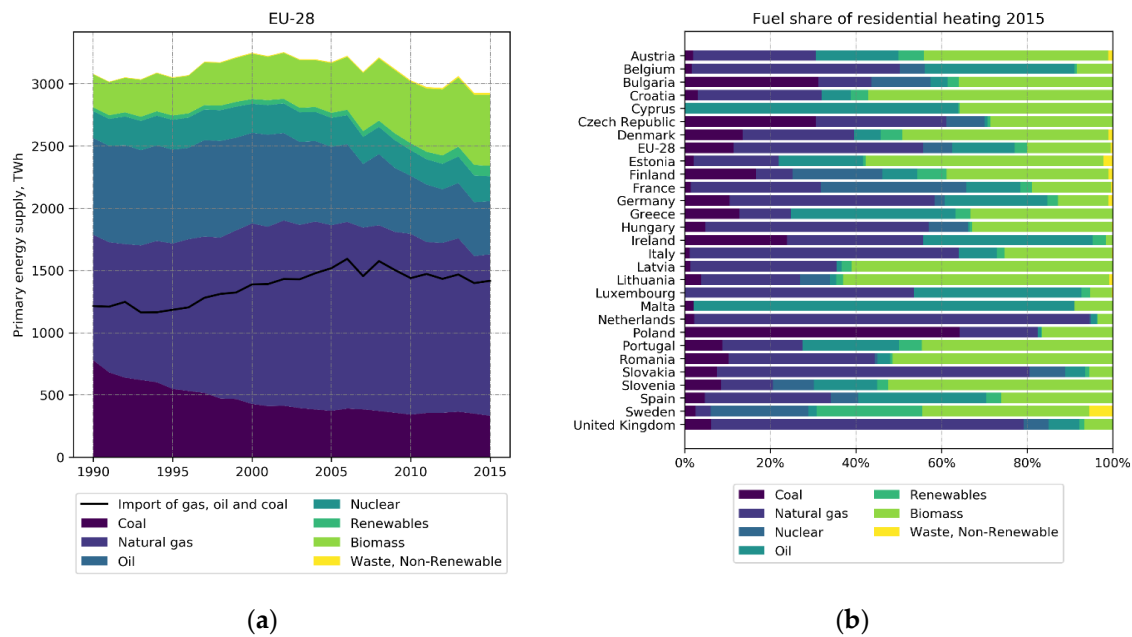 EU-28
Primary energy supply, TWh
3000
2500
2000
1500
1000
500
0
1990 1995 2000 2005 2010 2015
Import of gas, oil and coal
Coal
Natural gas
Oil
Nuclear
Renewables
Biomass
Waste, Non-Renewable
(a)
Fuel share of residential heating 2015
Austria
Belgium
Bulgaria
Croatia
Cyprus
Czech Republic
Denmark
EU-28
Estonia
Finland
France
Germany
Greece
Hungary
Ireland
Italy
Latvia
Lithuania
Luxembourg
Malta
Netherlands
Poland
Portugal
Romania
Slovakia
Slovenia
Spain
Sweden
United Kingdom
0% 20% 40% 60% 80% 100%
Coal
Natural gas
Nuclear
Oil
Renewables
Biomass
Waste, Non-Renewable
(b)